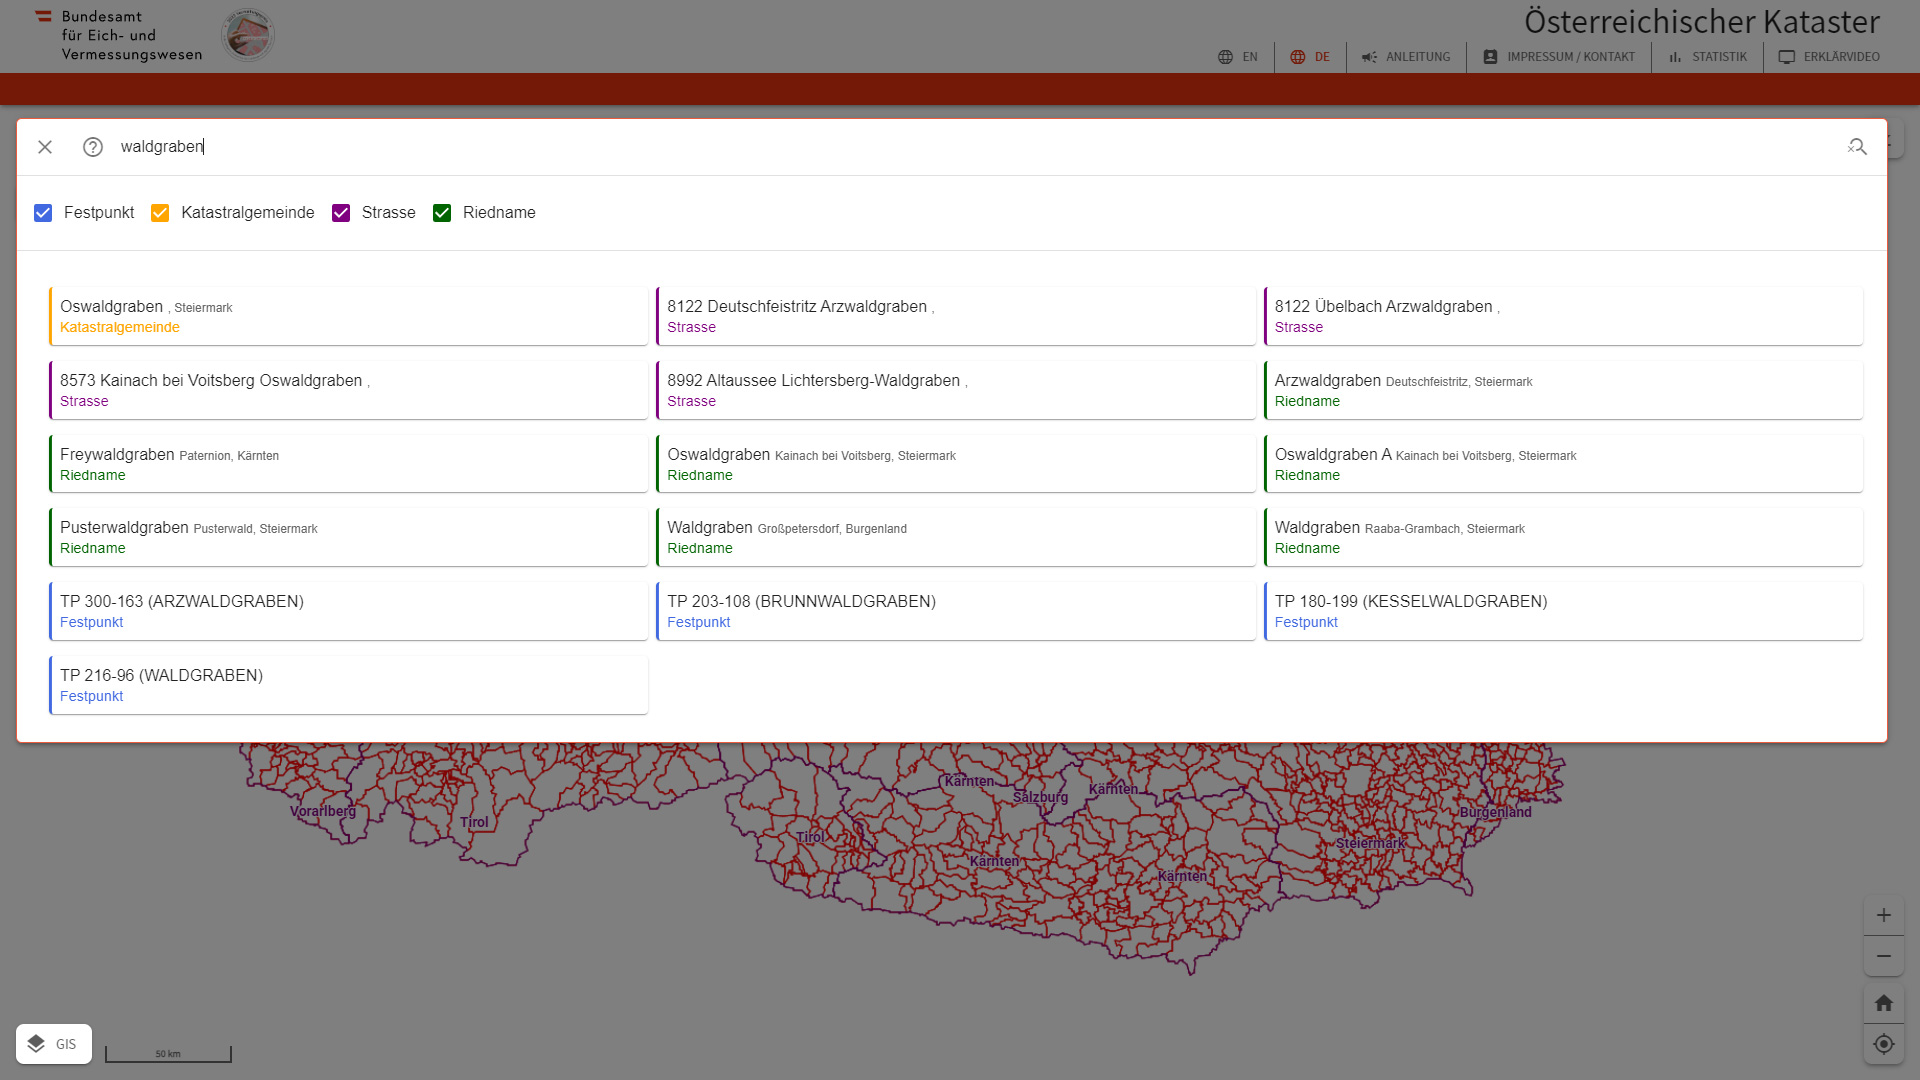 Bundesamt
für Eich- und
Vermessungswesen
Österreichischer Kataster
EN
DE
ANLEITUNG
IMPRESSUM / KONTAKT
STATISTIK
ERKLÄRVIDEO
waldgraben
Festpunkt
Katastralgemeinde
Strasse
Riedname
Oswaldgraben , Steiermark
Katastralgemeinde
8122 Deutschfeistritz Arzwaldgraben ,
Strasse
8122 Übelbach Arzwaldgraben ,
Strasse
8573 Kainach bei Voitsberg Oswaldgraben ,
Strasse
8992 Altaussee Lichtersberg-Waldgraben ,
Strasse
Arzwaldgraben Deutschfeistritz, Steiermark
Riedname
Freywaldgraben Paternion, Kärnten
Riedname
Oswaldgraben Kainach bei Voitsberg, Steiermark
Riedname
Oswaldgraben A Kainach bei Voitsberg, Steiermark
Riedname
Pusterwaldgraben Pusterwald, Steiermark
Riedname
Waldgraben Großpetersdorf, Burgenland
Riedname
Waldgraben Raaba-Grambach, Steiermark
Riedname
TP 300-163 (ARZWALDGRABEN)
Festpunkt
TP 203-108 (BRUNNWALDGRABEN)
Festpunkt
TP 180-199 (KESSELWALDGRABEN)
Festpunkt
TP 216-96 (WALDGRABEN)
Festpunkt
Kärnten
Kärnten
Salzburg
Vorarlberg
Burgenland
Tirol
Tirol
Steiermark
Kärnten
Kärnten
GIS
50 km